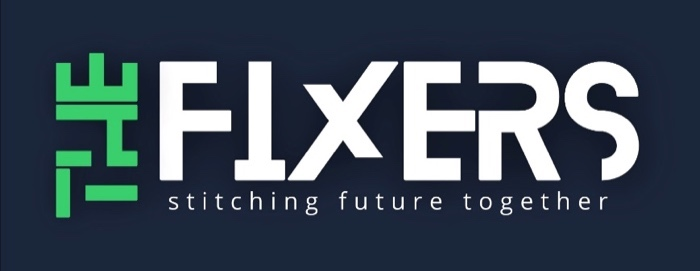 THE
FIXERS
stitching future together